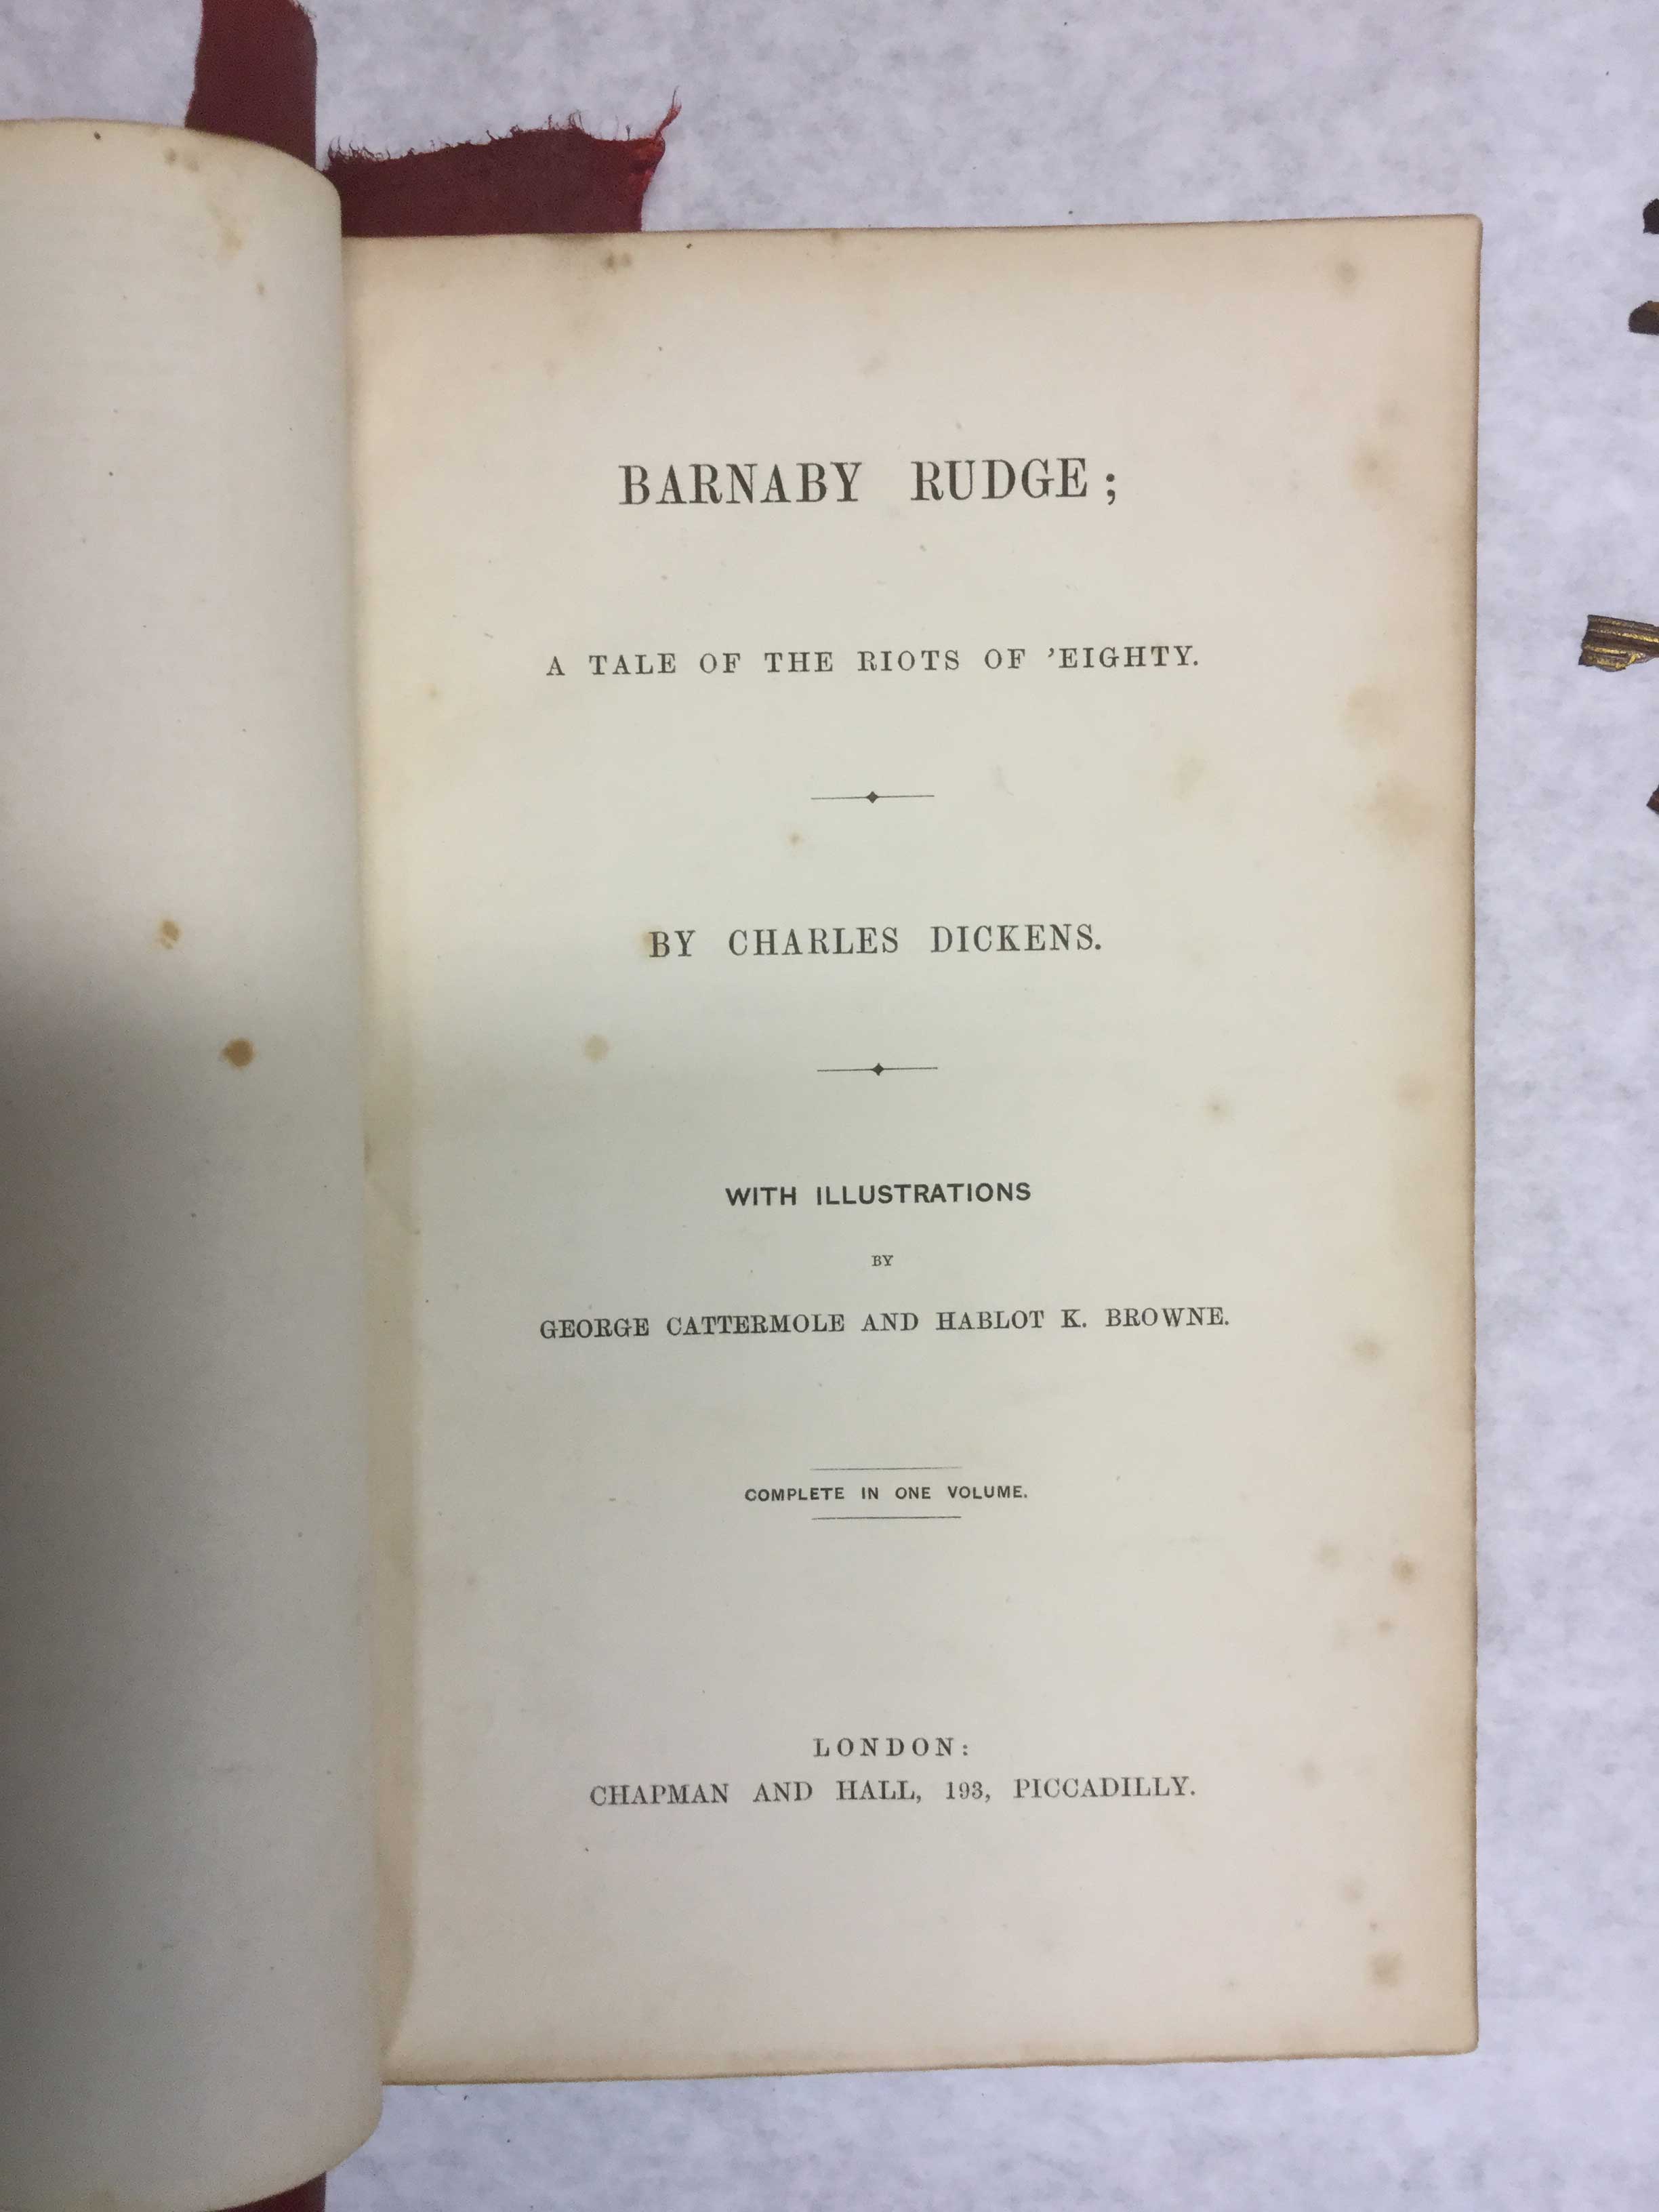 BARNABY RUDGE;
A TALE OF THE RIOTS OF 'EIGHTY.
BY CHARLES DICKENS.
WITH ILLUSTRATIONS
BY
GEORGE CATTERMOLE AND HABLOT K. BROWNE.
COMPLETE IN ONE VOLUME.
LONDON:
CHAPMAN AND HALL, 193, PICCADILLY.